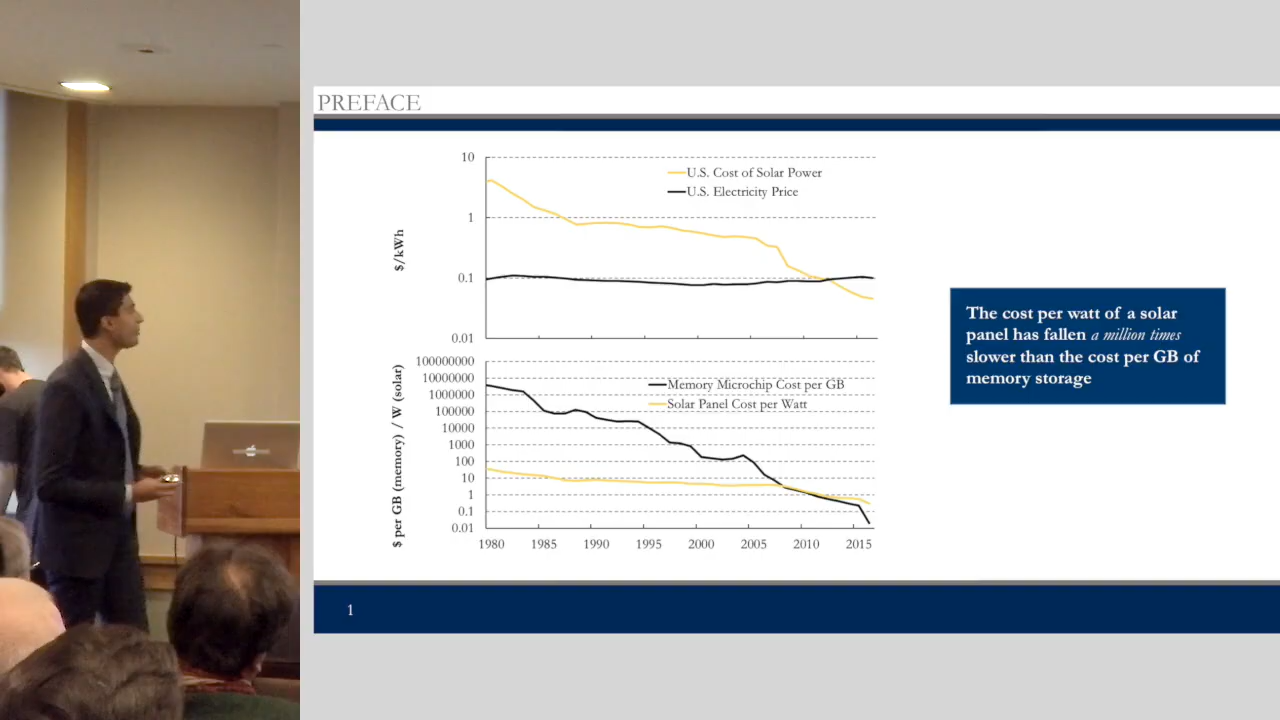 PREFACE
10
1
0.1
0.01
$/kWh
U.S. Cost of Solar Power
U.S. Electricity Price
100000000
10000000
1000000
100000
10000
1000
100
10
1
0.1
0.01
$ per GB (memory) / W (solar)
Memory Microchip Cost per GB
Solar Panel Cost per Watt
1980 1985 1990 1995 2000 2005 2010 2015
The cost per watt of a solar
panel has fallen a million times
slower than the cost per GB of
memory storage
1